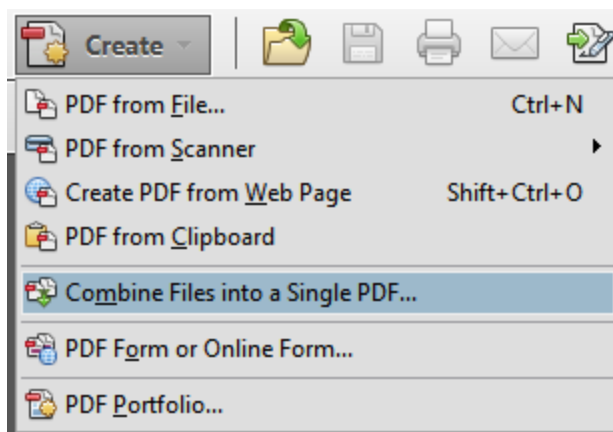 Create
PDF from File... Ctrl+N
PDF from Scanner
Create PDF from Web Page Shift+Ctrl+O
PDF from Clipboard
Combine Files into a Single PDF...
PDF Form or Online Form...
PDF Portfolio...